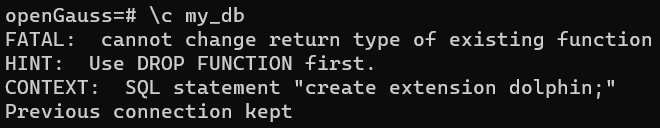 openGauss=# \c my_db
FATAL:  cannot change return type of existing function
HINT:  Use DROP FUNCTION first.
CONTEXT:  SQL statement "create extension dolphin;"
Previous connection kept